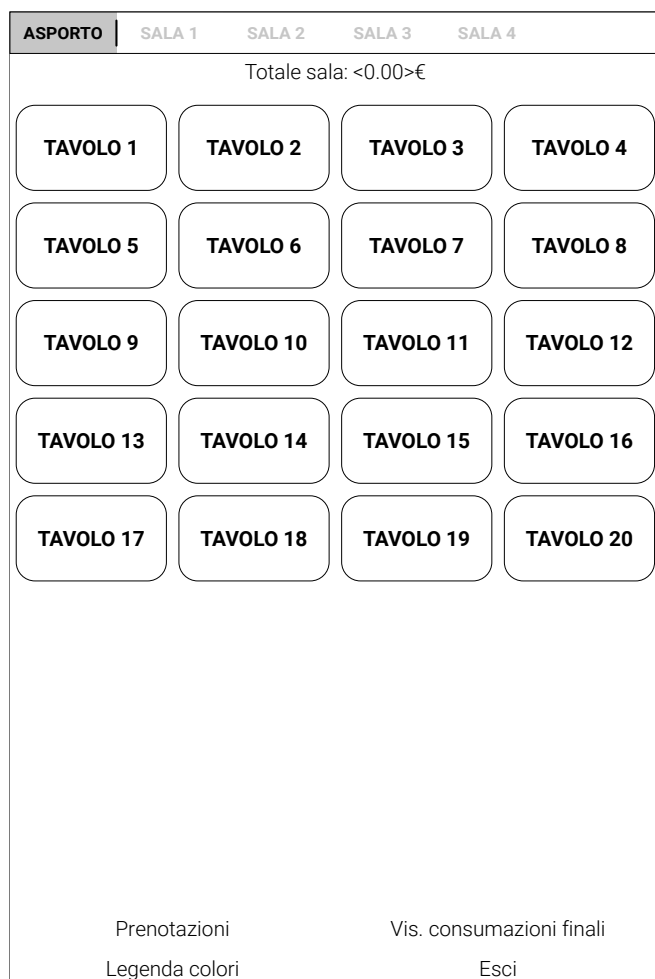 ASPORTO SALA 1 SALA 2 SALA 3 SALA 4
Totale sala: <0.00>€
TAVOLO 1 TAVOLO 2 TAVOLO 3 TAVOLO 4
TAVOLO 5 TAVOLO 6 TAVOLO 7 TAVOLO 8
TAVOLO 9 TAVOLO 10 TAVOLO 11 TAVOLO 12
TAVOLO 13 TAVOLO 14 TAVOLO 15 TAVOLO 16
TAVOLO 17 TAVOLO 18 TAVOLO 19 TAVOLO 20
Prenotazioni Vis. consumazioni finali
Legenda colori Esci